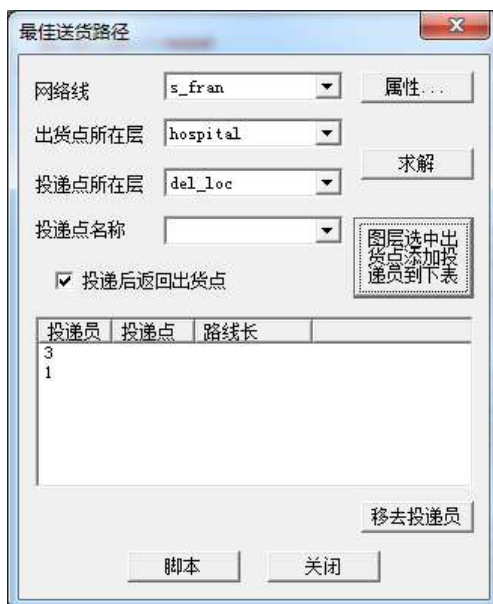 最佳送货路径
网络线 s_fran 属性...
出货点所在层 hospital
求解
投递点所在层 del_loc
投递点名称
图层选中出
货点添加投
递员到下表
投递后返回出货点
投递员 投递点 路线长
3
1
移去投递员
脚本 关闭